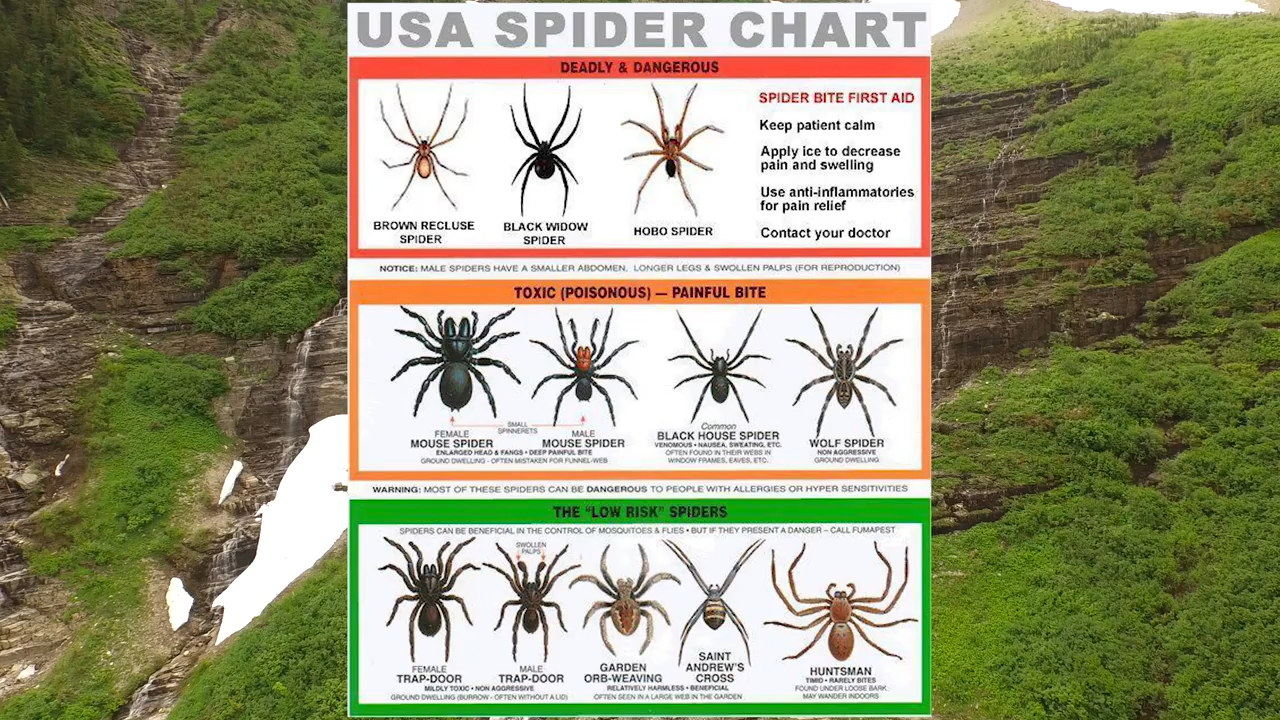 USA SPIDER CHART
DEADLY & DANGEROUS
SPIDER BITE FIRST AID
Keep patient calm
Apply ice to decrease
pain and swelling
Use anti-inflammatories
for pain relief
Contact your doctor
BROWN RECLUSE
SPIDER
BLACK WIDOW
SPIDER
HOBO SPIDER
NOTICE: MALE SPIDERS HAVE A SMALLER ABDOMEN, LONGER LEGS & SWOLLEN PALPS (FOR REPRODUCTION)
TOXIC (POISONOUS) — PAINFUL BITE
SMALL
SPINNERETS
FEMALE
MOUSE SPIDER
MALE
MOUSE SPIDER
ENLARGED HEAD & FANGS • DEEP PAINFUL BITE
GROUND DWELLING - OFTEN MISTAKEN FOR FUNNEL-WEB
Common
BLACK HOUSE SPIDER
VENOMOUS • NAUSEA, SWEATING, ETC.
OFTEN FOUND IN THEIR WEBS IN
WINDOW FRAMES, EAVES, ETC.
WOLF SPIDER
NON AGGRESSIVE
GROUND DWELLING
WARNING: MOST OF THESE SPIDERS CAN BE DANGEROUS TO PEOPLE WITH ALLERGIES OR HYPER SENSITIVITIES
THE "LOW RISK" SPIDERS
SPIDERS CAN BE BENEFICIAL IN THE CONTROL OF MOSQUITOES & FLIES • BUT IF THEY PRESENT A DANGER – CALL FUMAPEST
SWOLLEN
PALPS
FEMALE
TRAP-DOOR
MALE
TRAP-DOOR
MILDLY TOXIC • NON AGGRESSIVE
GROUND DWELLING (BURROW - OFTEN WITHOUT A LID)
GARDEN
ORB-WEAVING
SAINT
ANDREW'S
CROSS
RELATIVELY HARMLESS • BENEFICIAL
OFTEN SEEN IN A LARGE WEB IN THE GARDEN
HUNTSMAN
TIMID • RARELY BITES
FOUND UNDER LOOSE BARK
MAY WANDER INDOORS